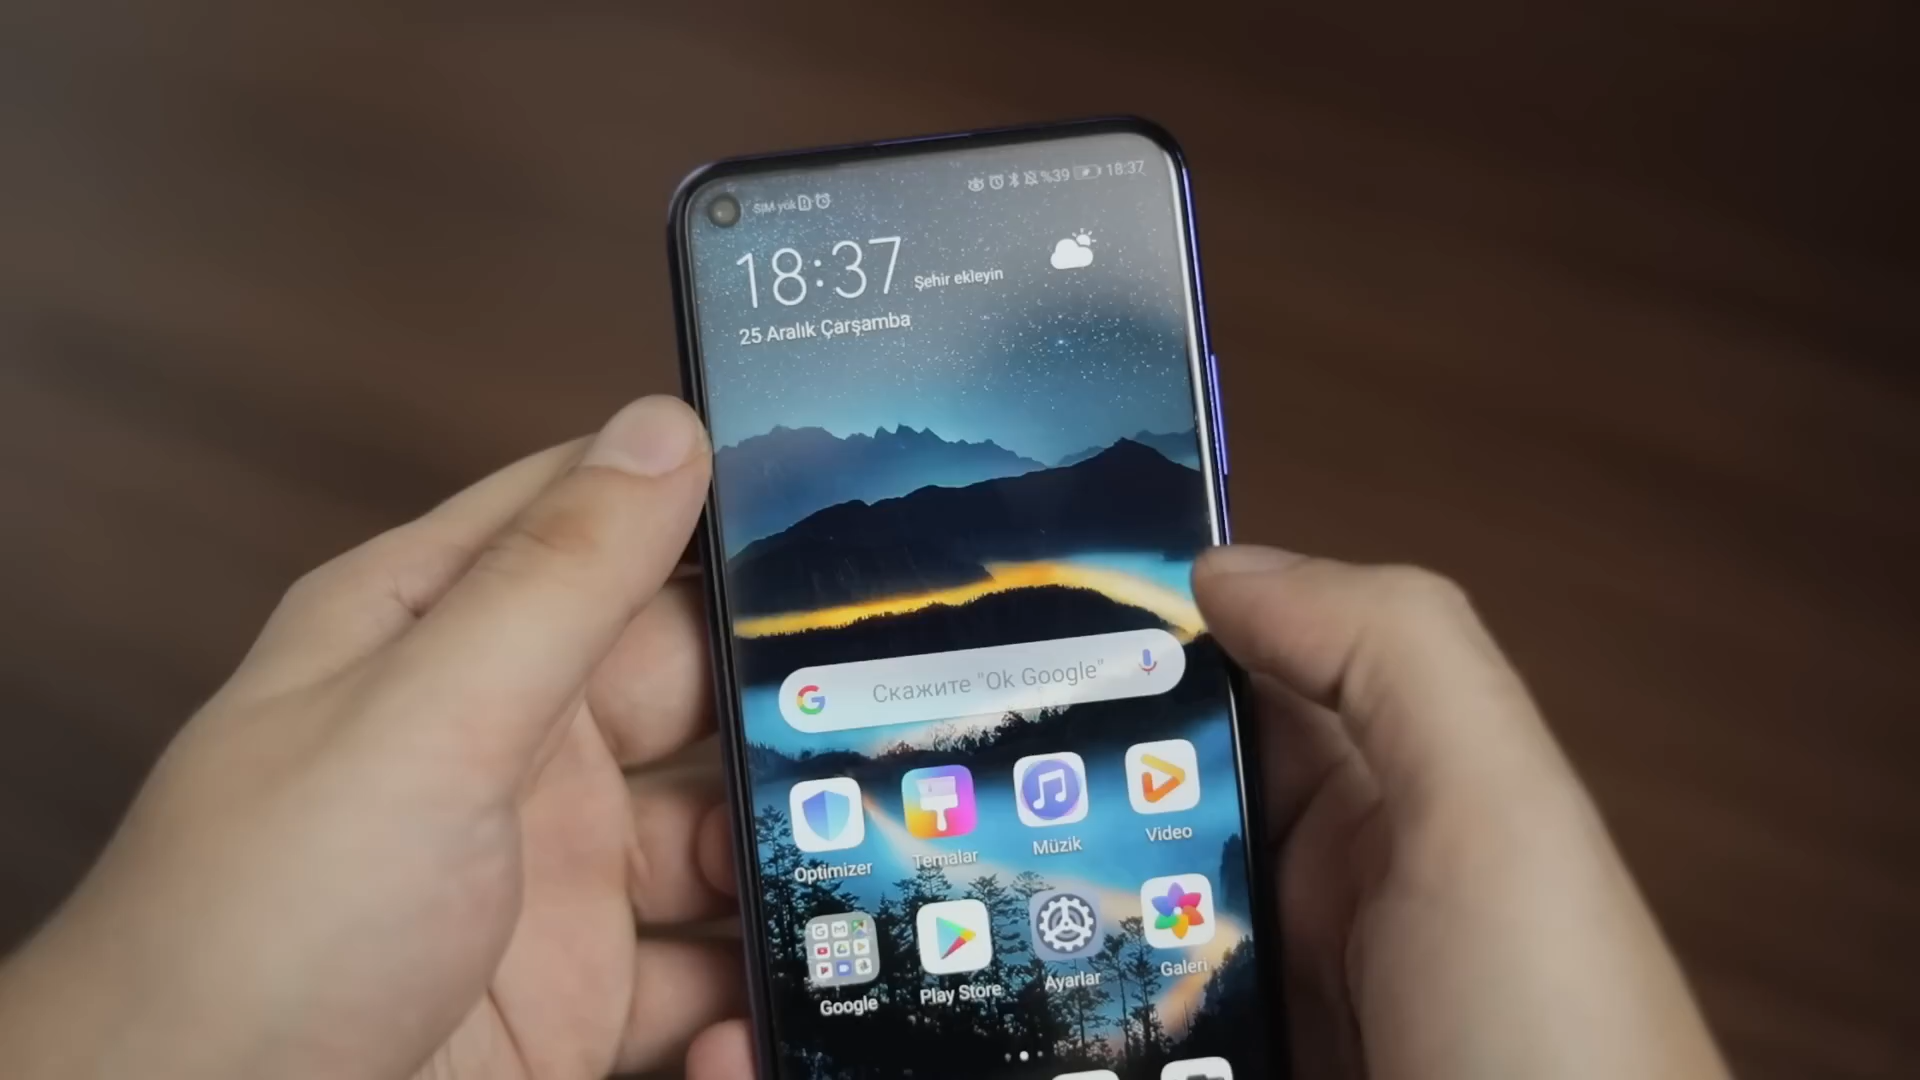 SIM yok
%39 18:37
18:37 Şehir ekleyin
25 Aralık Çarşamba
Скажите "Ok Google"
Optimizer Temalar Müzik Video
Google Play Store Ayarlar Galeri